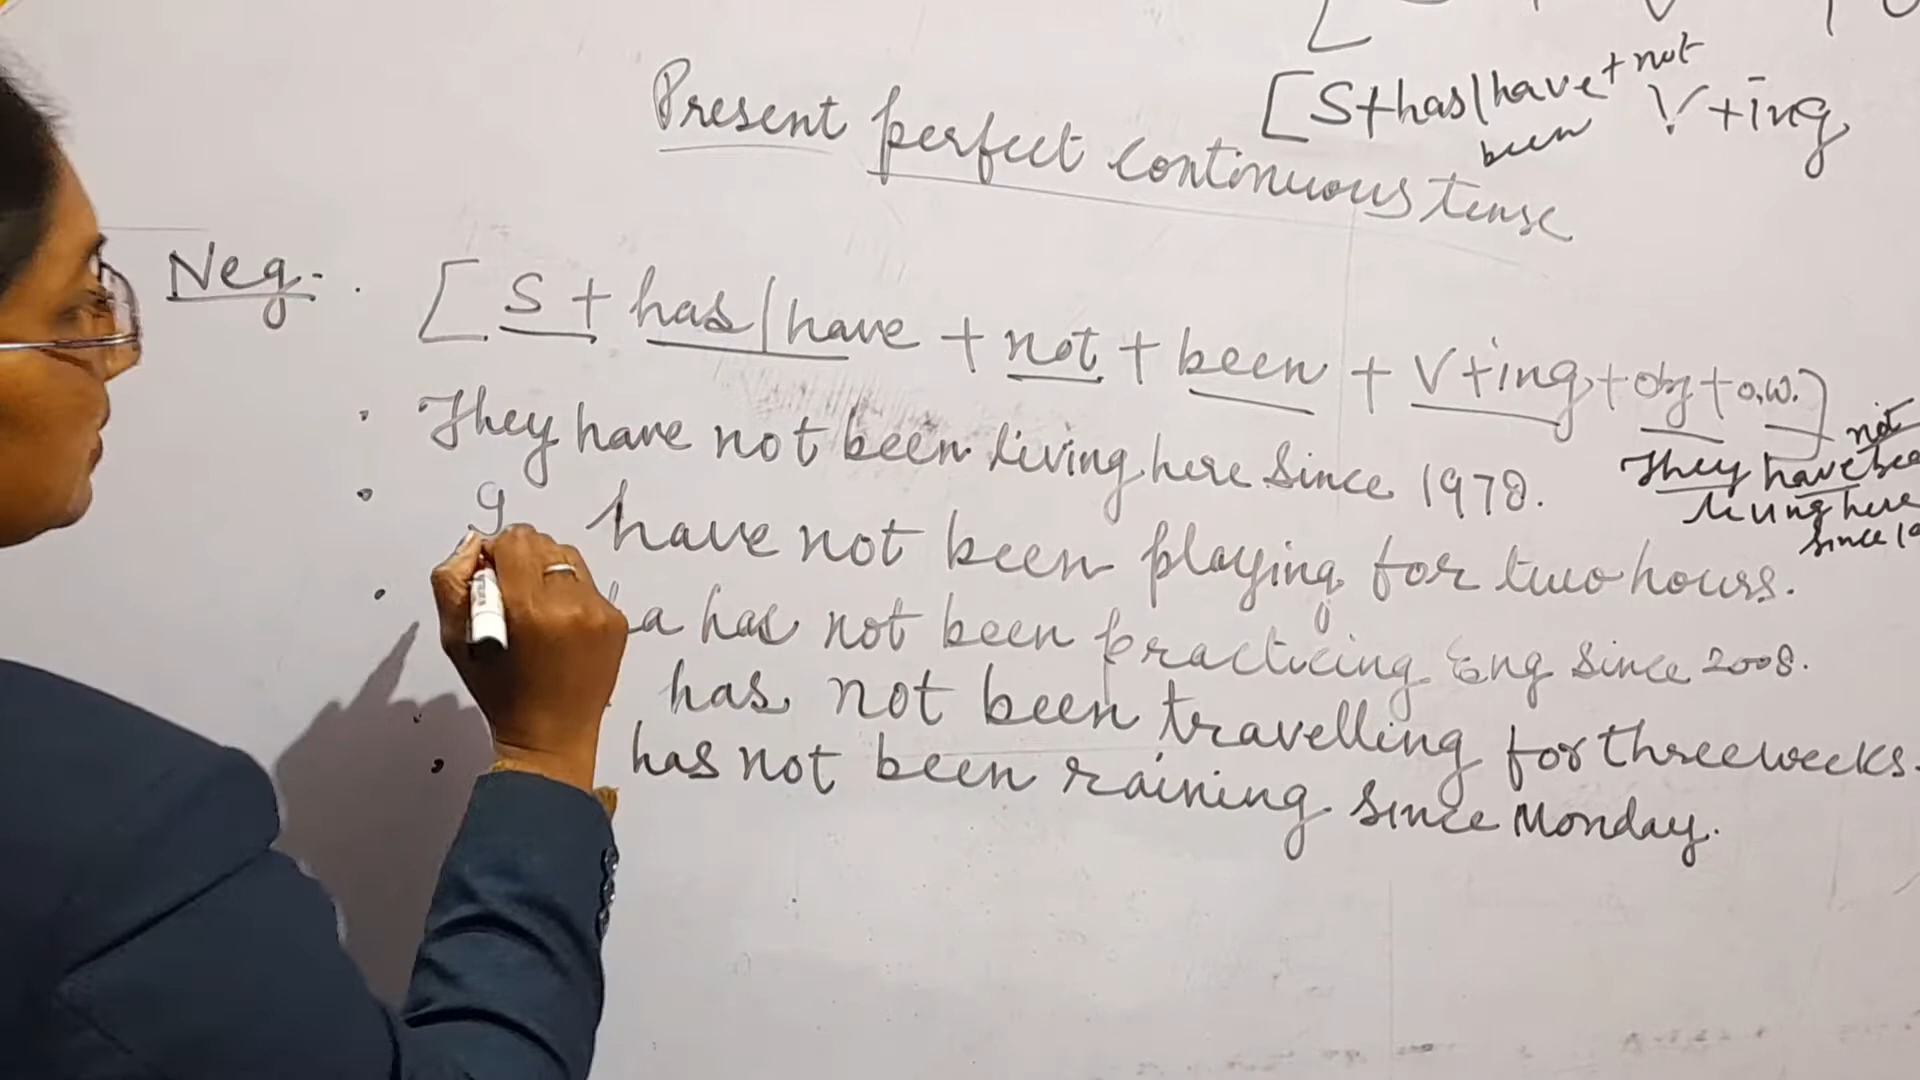 [S+has/have + not
been V+ing
Present perfect continuous tense
Neg.
[S + has/have + not + been + V+ing + obj + o.w.]
They have not been living here since 1978.
not
They have
living here
since
I have not been playing for two hours.
has not been practicing Eng since 2008.
has not been travelling for three weeks.
has not been raining since Monday.